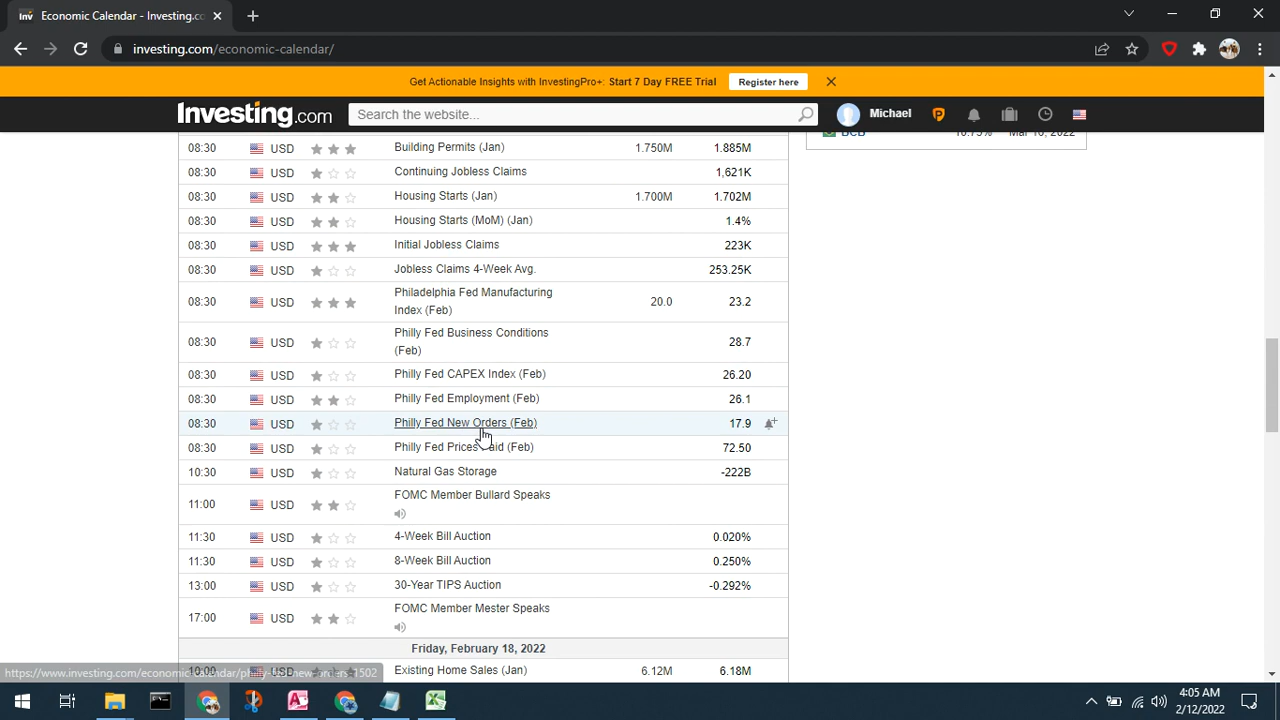 Economic Calendar - Investing.co
investing.com/economic-calendar/
Get Actionable Insights with InvestingPro+: Start 7 Day FREE Trial Register here
Investing.com Search the website... Michael
BCB 10.75% Mar 16, 2022
08:30 USD Building Permits (Jan) 1.750M 1.885M
08:30 USD Continuing Jobless Claims 1,621K
08:30 USD Housing Starts (Jan) 1.700M 1.702M
08:30 USD Housing Starts (MoM) (Jan) 1.4%
08:30 USD Initial Jobless Claims 223K
08:30 USD Jobless Claims 4-Week Avg. 253.25K
Philadelphia Fed Manufacturing
08:30 USD Index (Feb) 20.0 23.2
Philly Fed Business Conditions
08:30 USD (Feb) 28.7
08:30 USD Philly Fed CAPEX Index (Feb) 26.20
08:30 USD Philly Fed Employment (Feb) 26.1
08:30 USD Philly Fed New Orders (Feb) 17.9
08:30 USD Philly Fed Prices Paid (Feb) 72.50
10:30 USD Natural Gas Storage -222B
11:00 USD FOMC Member Bullard Speaks
11:30 USD 4-Week Bill Auction 0.020%
11:30 USD 8-Week Bill Auction 0.250%
13:00 USD 30-Year TIPS Auction -0.292%
17:00 USD FOMC Member Mester Speaks
Friday, February 18, 2022
10:00 USD Existing Home Sales (Jan) 6.12M 6.18M
4:05 AM
2/12/2022